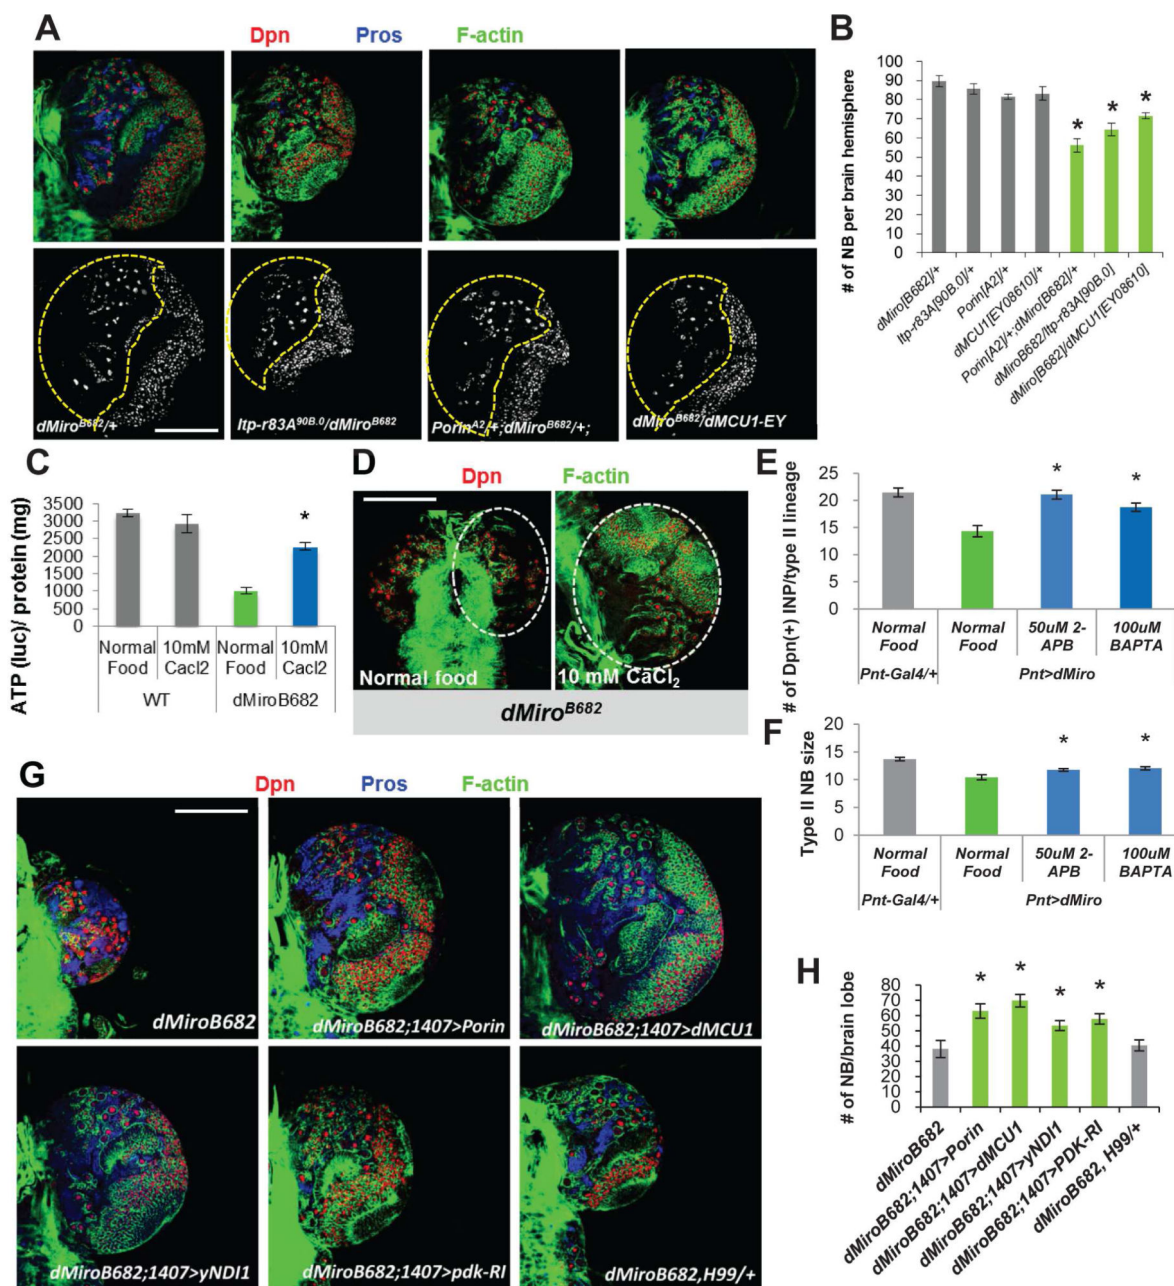 A
Dpn Pros F-actin
dMiro^B682/+
Itp-r83A^90B.0/dMiro^B682
Porin^A2/+;dMiro^B682/+;
dMiro^B682/dMCU1-EY
B
# of NB per brain hemisphere
100
90
80
70
60
50
40
30
20
10
0
* * *
dMiro[B682]/+
Itp-r83A[90B.0]/+
Porin[A2]/+
dMCU1[EY08610]/+
Porin[A2]/+;dMiro[B682]/+
dMiroB682/Itp-r83A[90B.0]
dMiro[B682]/dMCU1[EY08610]
C
ATP (luc)/ protein (mg)
3500
3000
2500
2000
1500
1000
500
0
*
Normal Food
10mM Cacl2
Normal Food
10mM Cacl2
WT
dMiroB682
D
Dpn F-actin
Normal food
10 mM CaCl₂
dMiro^B682
E
# of Dpn(+) INP/type II lineage
25
20
15
10
5
0
* *
Normal Food
Normal Food
50uM 2-APB
100uM BAPTA
Pnt-Gal4/+
Pnt>dMiro
F
Type II NB size
20
15
10
5
0
* *
Normal Food
Normal Food
50uM 2-APB
100uM BAPTA
Pnt-Gal4/+
Pnt>dMiro
G
Dpn Pros F-actin
dMiroB682
dMiroB682;1407>Porin
dMiroB682;1407>dMCU1
dMiroB682;1407>yNDI1
dMiroB682;1407>pdk-RI
dMiroB682,H99/+
H
# of NB/brain lobe
80
70
60
50
40
30
20
10
0
* * * *
dMiroB682
dMiroB682;1407>Porin
dMiroB682;1407>dMCU1
dMiroB682;1407>yNDI1
dMiroB682;1407>PDK-RI
dMiroB682, H99/+